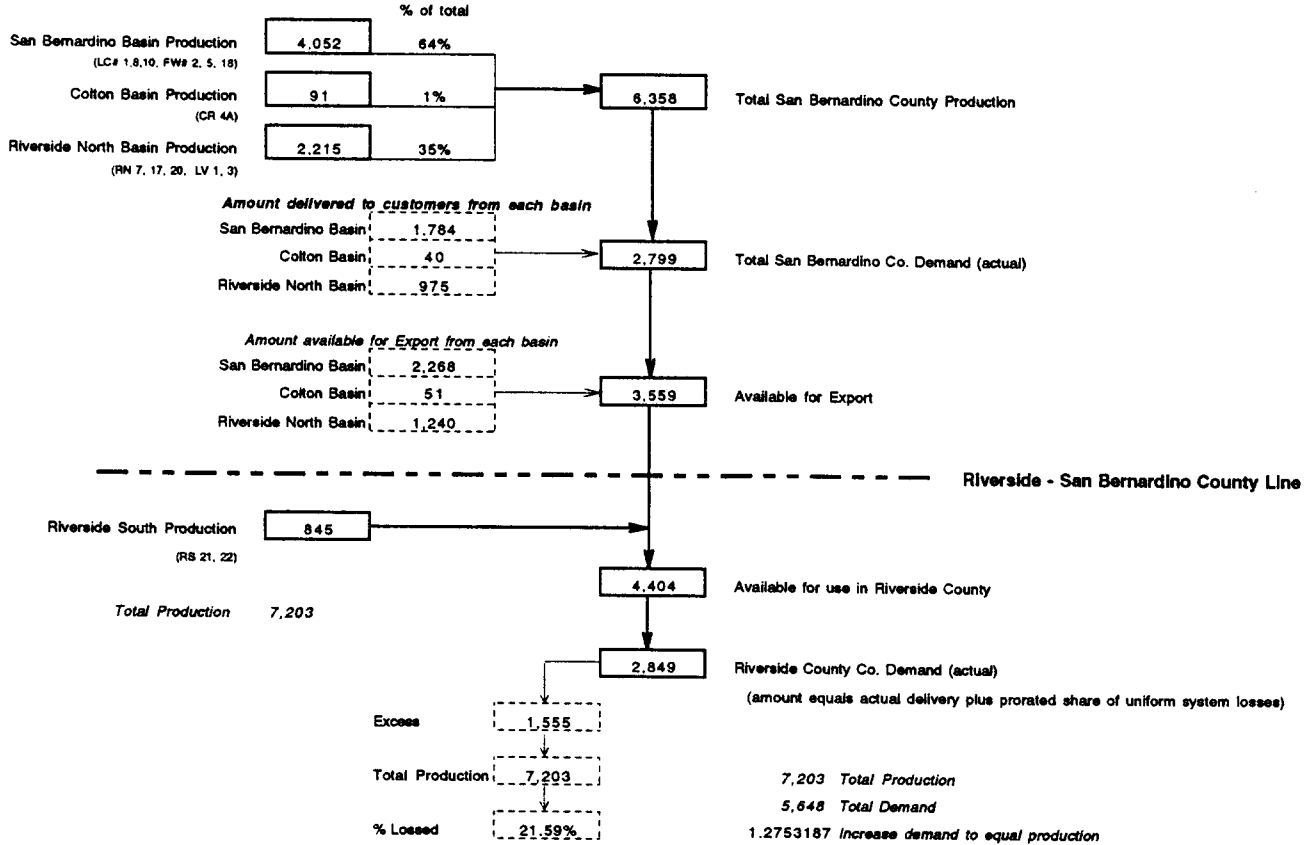 % of total
San Bernardino Basin Production 4,052 64%
(LC# 1,8,10, FW# 2, 5, 18)
6,358 Total San Bernardino County Production
Colton Basin Production 91 1%
(CR 4A)
Riverside North Basin Production 2,215 35%
(RN 7, 17, 20, LV 1, 3)
Amount delivered to customers from each basin
San Bernardino Basin 1,784
Colton Basin 40 2,799 Total San Bernardino Co. Demand (actual)
Riverside North Basin 975
Amount available for Export from each basin
San Bernardino Basin 2,268
Colton Basin 51 3,559 Available for Export
Riverside North Basin 1,240
Riverside - San Bernardino County Line
Riverside South Production 845
(RS 21, 22)
4,404 Available for use in Riverside County
Total Production 7,203
2,849 Riverside County Co. Demand (actual)
(amount equals actual delivery plus prorated share of uniform system losses)
Excess 1,555
Total Production 7,203
7,203 Total Production
5,648 Total Demand
% Lossed 21.59%
1.2753187 Increase demand to equal production